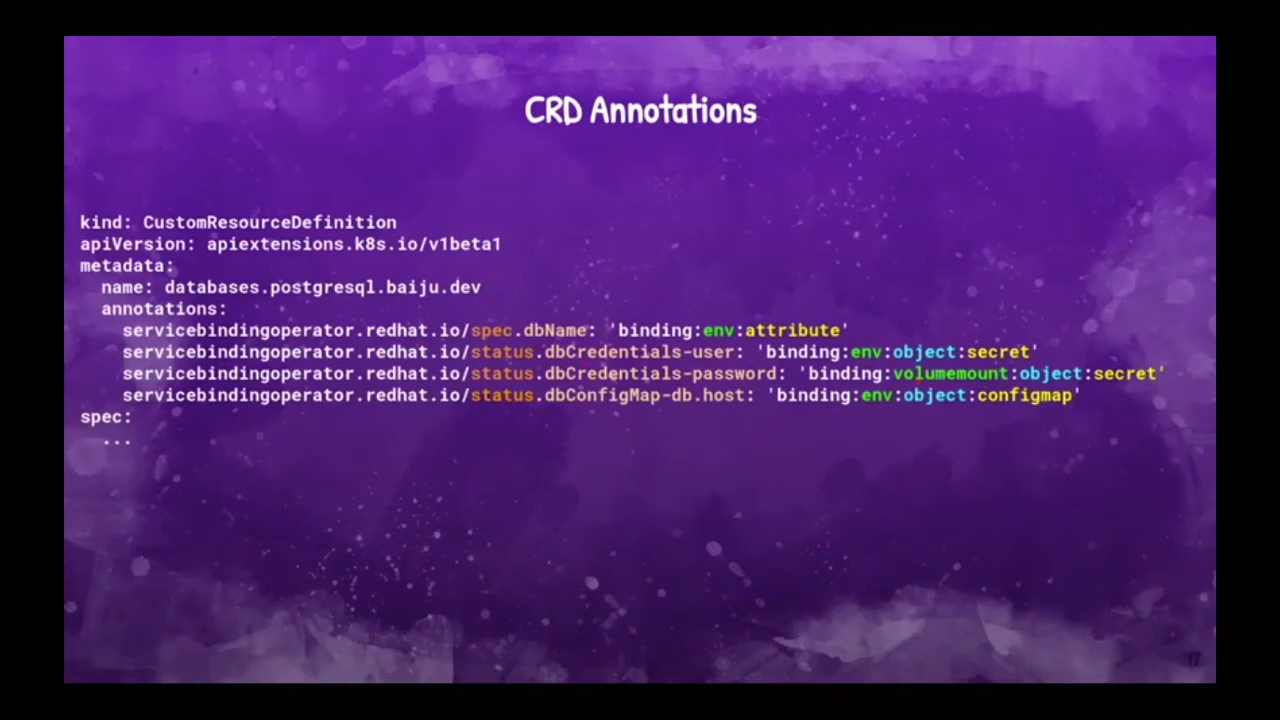 CRD Annotations
kind: CustomResourceDefinition
apiVersion: apiextensions.k8s.io/v1beta1
metadata:
  name: databases.postgresql.baiju.dev
  annotations:
    servicebindingoperator.redhat.io/spec.dbName: 'binding:env:attribute'
    servicebindingoperator.redhat.io/status.dbCredentials-user: 'binding:env:object:secret'
    servicebindingoperator.redhat.io/status.dbCredentials-password: 'binding:volumemount:object:secret'
    servicebindingoperator.redhat.io/status.dbConfigMap-db.host: 'binding:env:object:configmap'
spec:
  ...
17